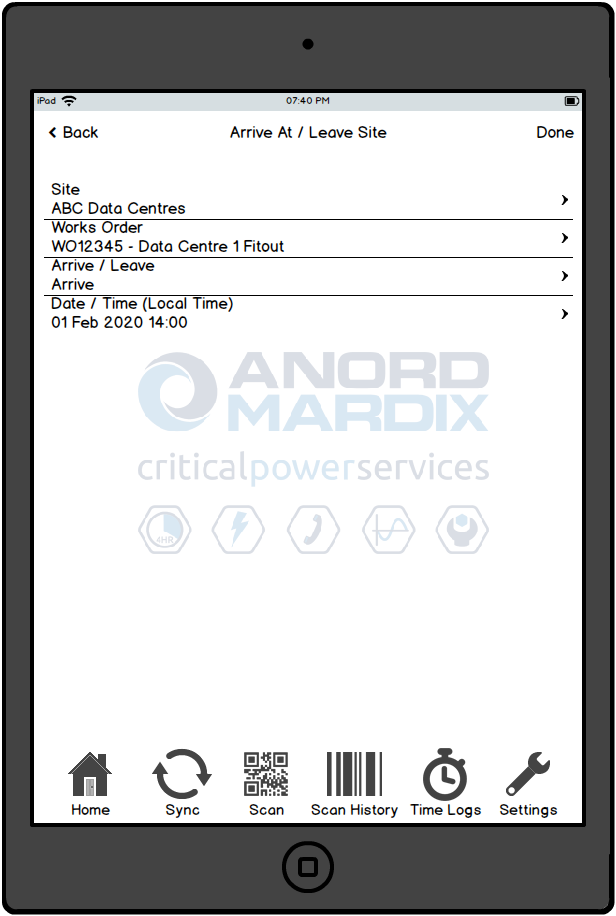 iPad 07:40 PM
Back Arrive At / Leave Site Done
Site
ABC Data Centres
Works Order
WO12345 - Data Centre 1 Fitout
Arrive / Leave
Arrive
Date / Time (Local Time)
01 Feb 2020 14:00
ANORD
MARDIX
criticalpowerservices
4HR
Home Sync Scan Scan History Time Logs Settings